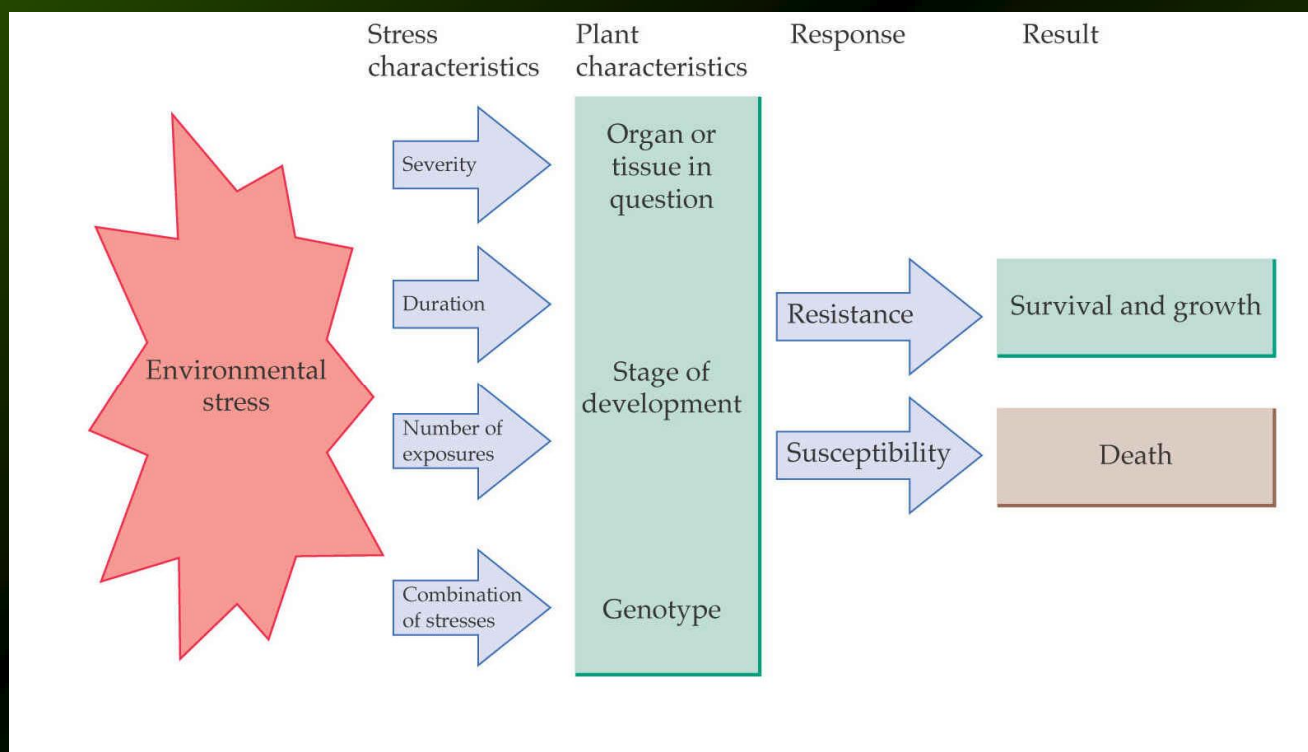 Stress
characteristics
Plant
characteristics
Response
Result
Environmental
stress
Severity
Duration
Number of
exposures
Combination
of stresses
Organ or
tissue in
question
Stage of
development
Genotype
Resistance
Susceptibility
Survival and growth
Death